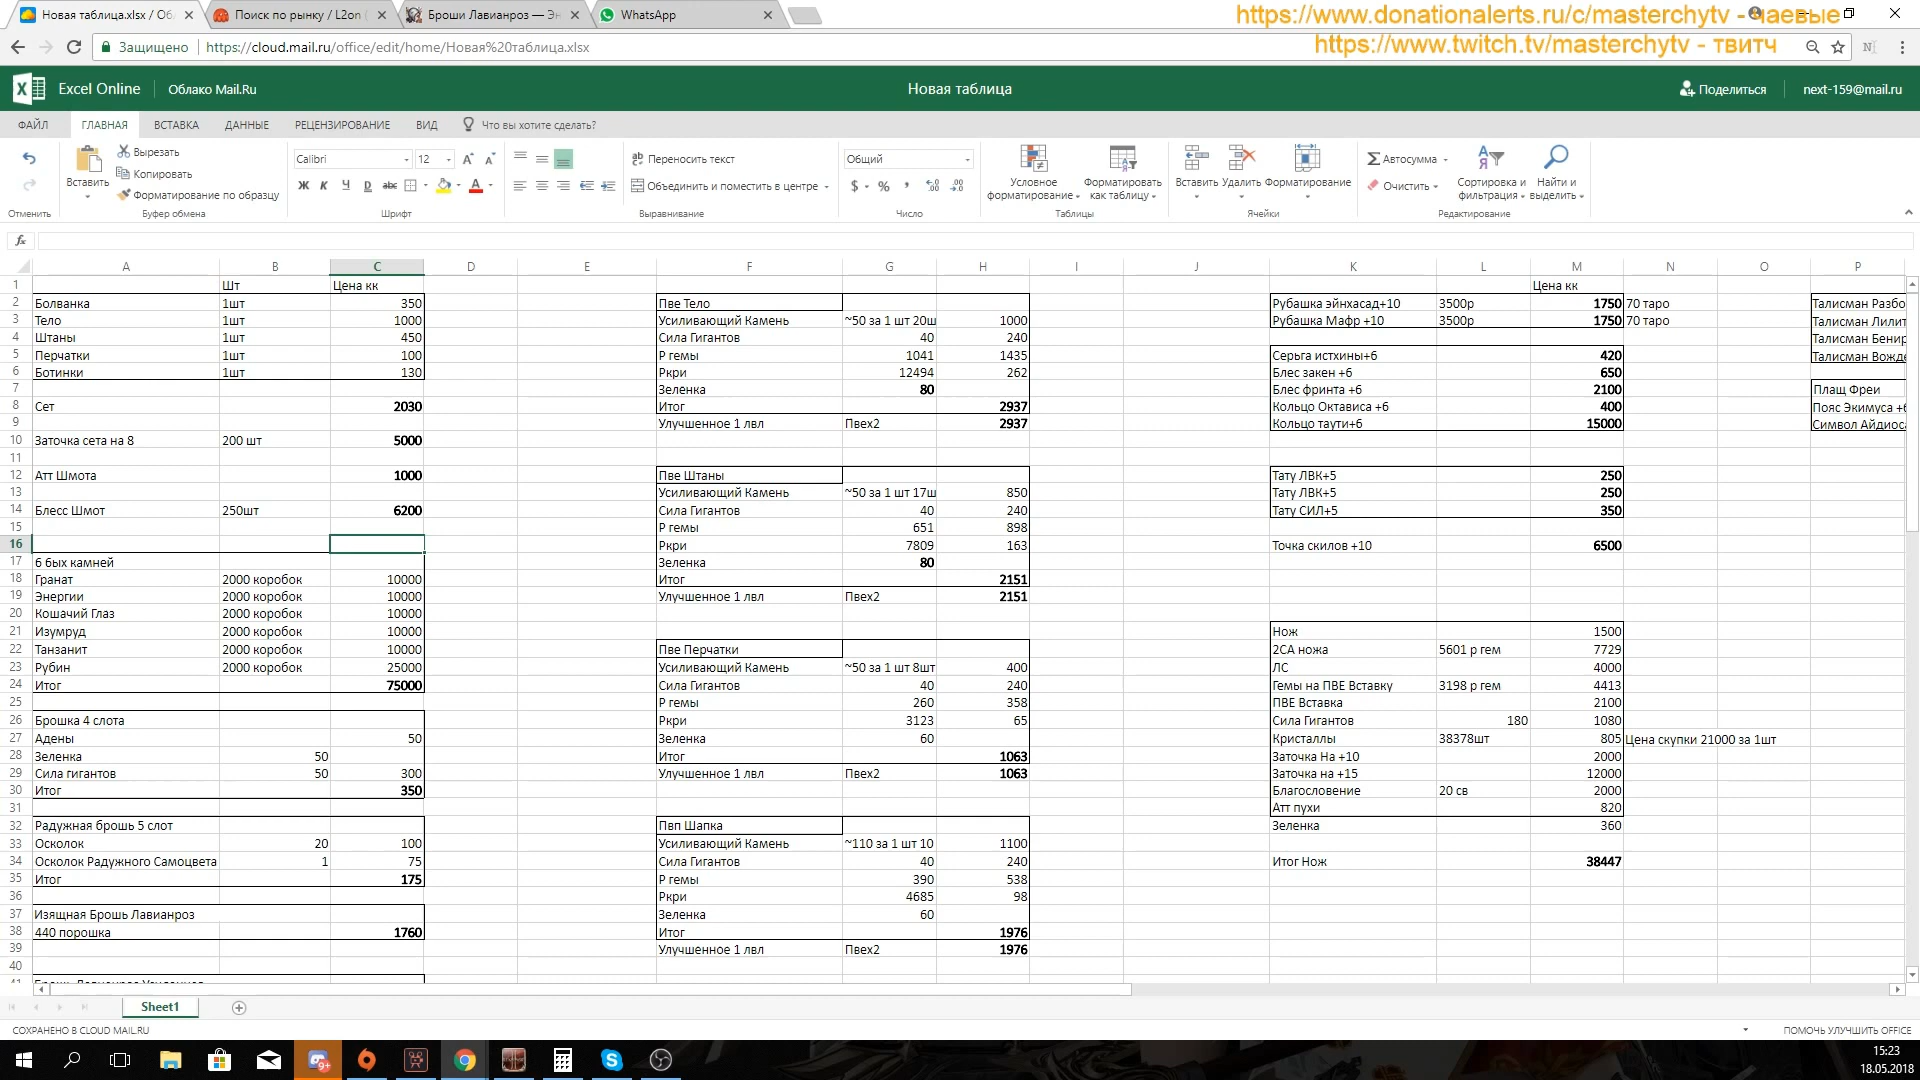 Новая таблица.xlsx / Об
Поиск по рынку / L2on (
Броши Лавианроз — Эн
WhatsApp
https://www.donationalerts.ru/c/masterchytv - чаевые
https://www.twitch.tv/masterchytv - твитч
Защищено
https://cloud.mail.ru/office/edit/home/Новая%20таблица.xlsx
Excel Online
Облако Mail.Ru
Новая таблица
Поделиться
next-159@mail.ru
ФАЙЛ ГЛАВНАЯ ВСТАВКА ДАННЫЕ РЕЦЕНЗИРОВАНИЕ ВИД Что вы хотите сделать?
Вставить
Вырезать
Копировать
Форматирование по образцу
Calibri 12
Ж К Ч D abc
Переносить текст
Объединить и поместить в центре
Общий
$ % ,
Условное форматирование
Форматировать как таблицу
Вставить Удалить Форматирование
Автосумма
Очистить
Сортировка и фильтрация
Найти и выделить
Отменить Буфер обмена Шрифт Выравнивание Число Таблицы Ячейки Редактирование
fx
A B C D E F G H I J K L M N O P
1 Шт Цена кк Цена кк
2 Болванка 1шт 350 Пве Тело Рубашка эйнхасад+10 3500р 1750 70 таро Талисман Разбо
3 Тело 1шт 1000 Усиливающий Камень ~50 за 1 шт 20ш 1000 Рубашка Мафр +10 3500р 1750 70 таро Талисман Лилит
4 Штаны 1шт 450 Сила Гигантов 40 240 Талисман Бенир
5 Перчатки 1шт 100 Р гемы 1041 1435 Серьга истхины+6 420 Талисман Вожде
6 Ботинки 1шт 130 Ркри 12494 262 Блес закен +6 650
7 Зеленка 80 Блес фринта +6 2100 Плащ Фреи
8 Сет 2030 Итог 2937 Кольцо Октависа +6 400 Пояс Экимуса +6
9 Улучшенное 1 лвл Пвех2 2937 Кольцо таути+6 15000 Символ Айдиос
10 Заточка сета на 8 200 шт 5000
11
12 Атт Шмота 1000 Пве Штаны Тату ЛВК+5 250
13 Усиливающий Камень ~50 за 1 шт 17ш 850 Тату ЛВК+5 250
14 Блесс Шмот 250шт 6200 Сила Гигантов 40 240 Тату СИЛ+5 350
15 Р гемы 651 898
16 Ркри 7809 163 Точка скилов +10 6500
17 6 бых камней Зеленка 80
18 Гранат 2000 коробок 10000 Итог 2151
19 Энергии 2000 коробок 10000 Улучшенное 1 лвл Пвех2 2151
20 Кошачий Глаз 2000 коробок 10000
21 Изумруд 2000 коробок 10000 Нож 1500
22 Танзанит 2000 коробок 10000 Пве Перчатки 2СА ножа 5601 р гем 7729
23 Рубин 2000 коробок 25000 Усиливающий Камень ~50 за 1 шт 8шт 400 ЛС 4000
24 Итог 75000 Сила Гигантов 40 240 Гемы на ПВЕ Вставку 3198 р гем 4413
25 Р гемы 260 358 ПВЕ Вставка 2100
26 Брошка 4 слота Ркри 3123 65 Сила Гигантов 180 1080
27 Адены 50 Зеленка 60 Кристаллы 38378шт 805 Цена скупки 21000 за 1шт
28 Зеленка 50 Итог 1063 Заточка На +10 2000
29 Сила гигантов 50 300 Улучшенное 1 лвл Пвех2 1063 Заточка на +15 12000
30 Итог 350 Благословение 20 св 2000
31 Атт пухи 820
32 Радужная брошь 5 слот Пвп Шапка Зеленка 360
33 Осколок 20 100 Усиливающий Камень ~110 за 1 шт 10 1100
34 Осколок Радужного Самоцвета 1 75 Сила Гигантов 40 240 Итог Нож 38447
35 Итог 175 Р гемы 390 538
36 Ркри 4685 98
37 Изящная Брошь Лавианроз Зеленка 60
38 440 порошка 1760 Итог 1976
39 Улучшенное 1 лвл Пвех2 1976
40
41
Sheet1
СОХРАНЕНО В CLOUD MAIL.RU
ПОМОЧЬ УЛУЧШИТЬ OFFICE
9+
15:23
18.05.2018